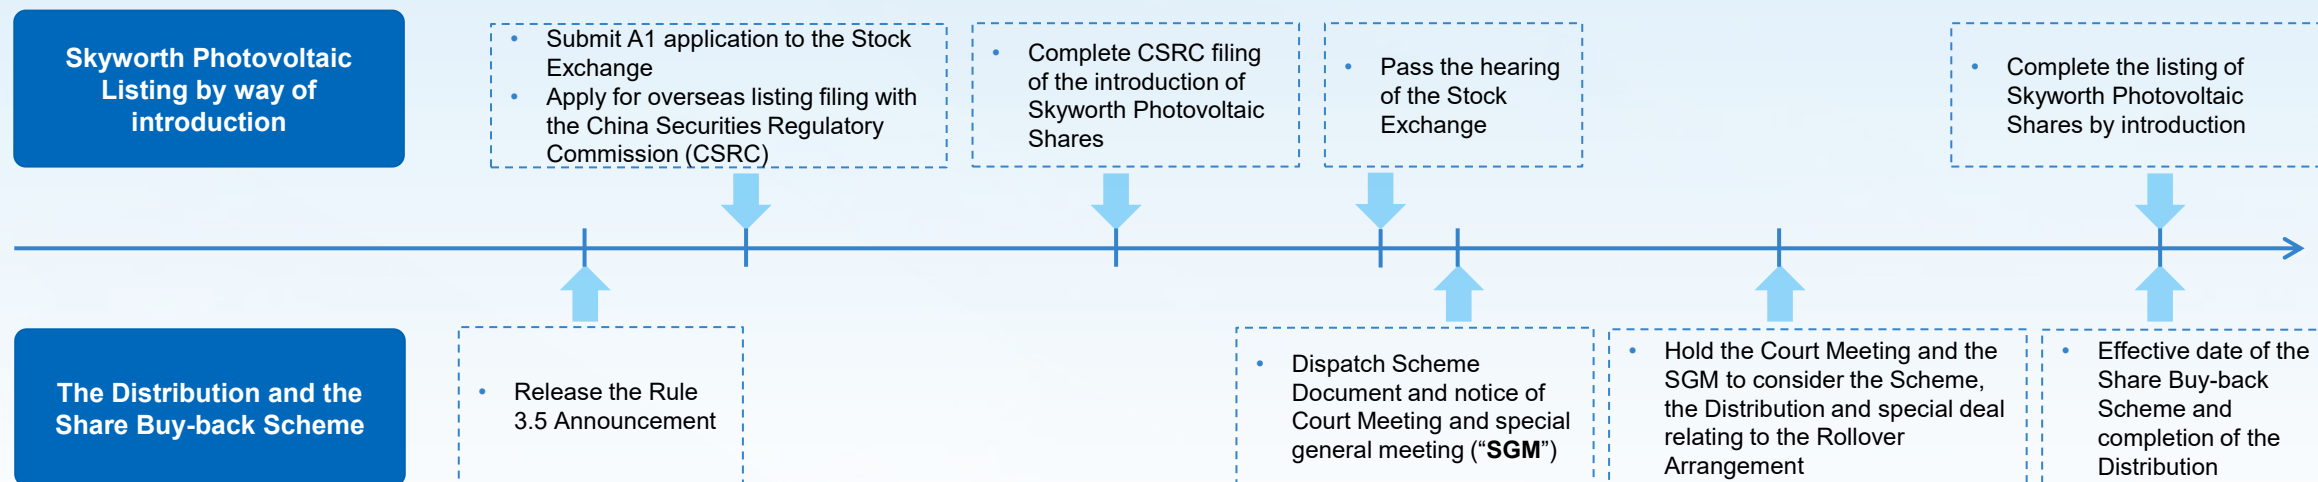 Skyworth Photovoltaic
Listing by way of
introduction
• Submit A1 application to the Stock
Exchange
• Apply for overseas listing filing with
the China Securities Regulatory
Commission (CSRC)
• Complete CSRC filing
of the introduction of
Skyworth Photovoltaic
Shares
• Pass the hearing
of the Stock
Exchange
• Complete the listing of
Skyworth Photovoltaic
Shares by introduction
The Distribution and the
Share Buy-back Scheme
• Release the Rule
3.5 Announcement
• Dispatch Scheme
Document and notice of
Court Meeting and special
general meeting (“SGM”)
• Hold the Court Meeting and the
SGM to consider the Scheme,
the Distribution and special deal
relating to the Rollover
Arrangement
• Effective date of the
Share Buy-back
Scheme and
completion of the
Distribution